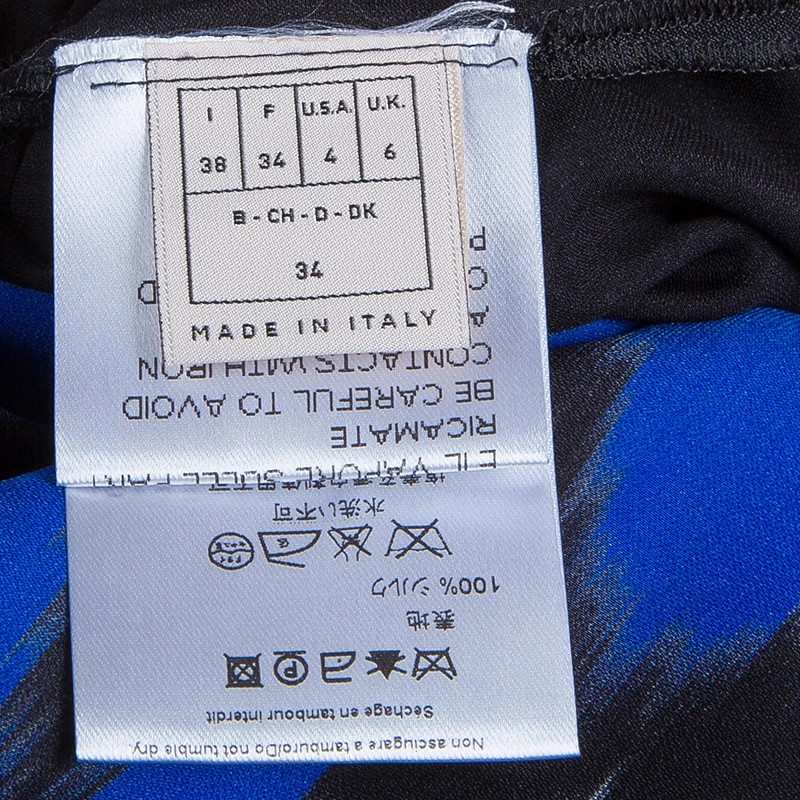 I F U.S.A. U.K.
38 34 4 6
B - CH - D - DK
34
MADE IN ITALY
Non asciugare a tamburo/Do not tumble dry.
Séchage en tambour interdit
表地
100% シルク
水洗い不可
RICAMATE
BE CAREFUL TO AVOID
CONTACTS WITH IRON